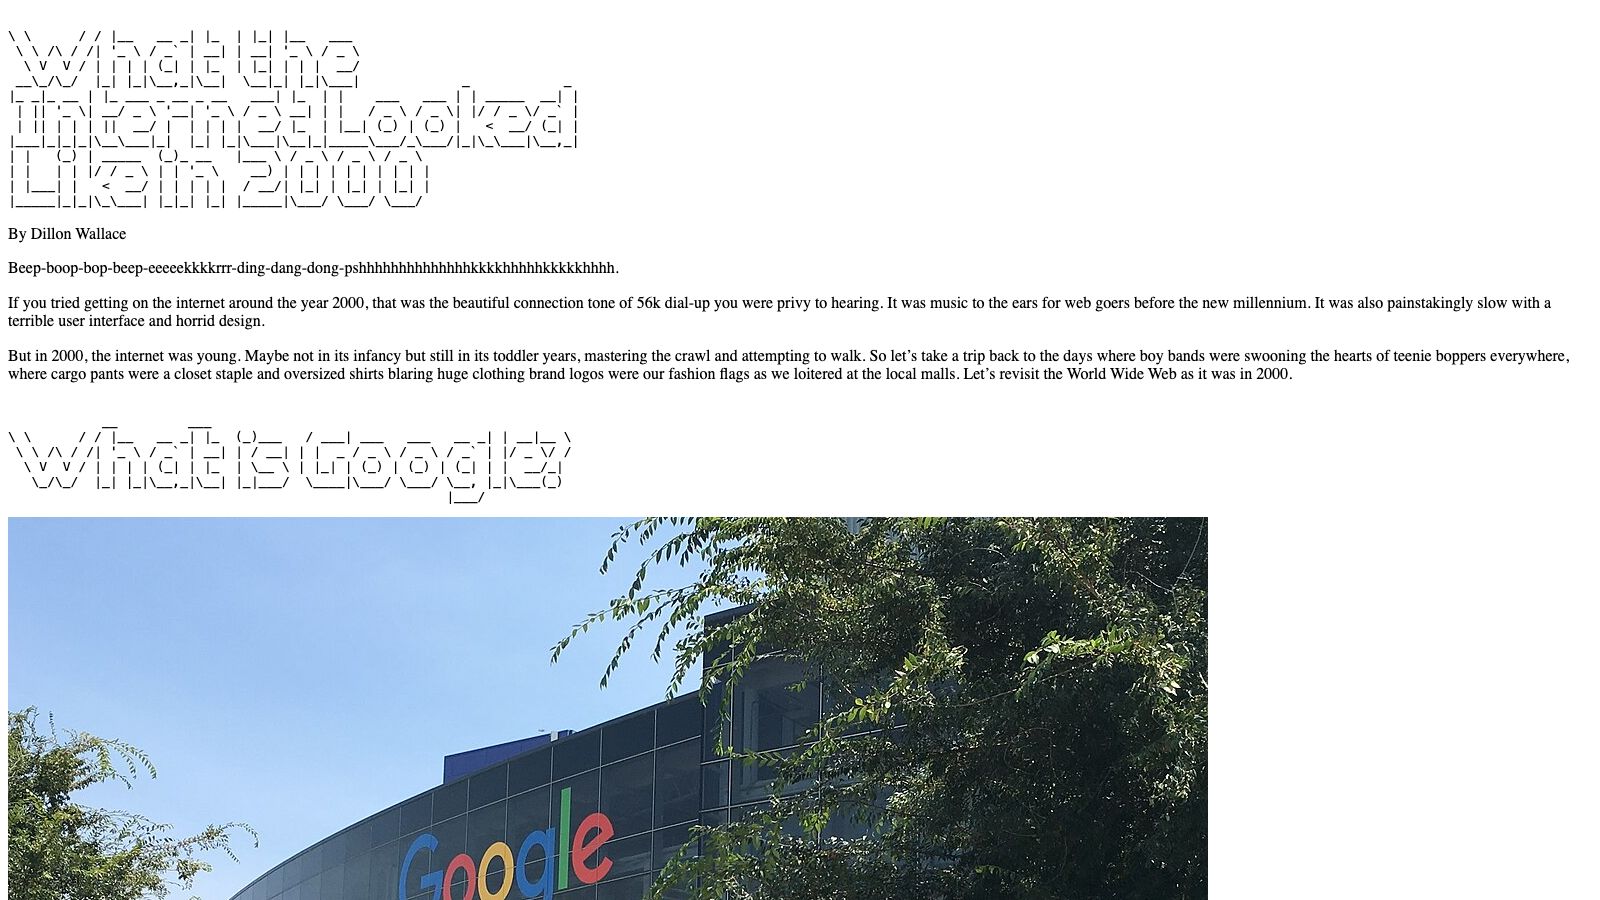 What the
Internet Looked
Like in 2000
By Dillon Wallace
Beep-boop-bop-beep-eeeeekkkkrrr-ding-dang-dong-pshhhhhhhhhhhhhhkkkkhhhhhkkkkkhhhh.
If you tried getting on the internet around the year 2000, that was the beautiful connection tone of 56k dial-up you were privy to hearing. It was music to the ears for web goers before the new millennium. It was also painstakingly slow with a
terrible user interface and horrid design.
But in 2000, the internet was young. Maybe not in its infancy but still in its toddler years, mastering the crawl and attempting to walk. So let’s take a trip back to the days where boy bands were swooning the hearts of teenie boppers everywhere,
where cargo pants were a closet staple and oversized shirts blaring huge clothing brand logos were our fashion flags as we loitered at the local malls. Let’s revisit the World Wide Web as it was in 2000.
What is Google?
Google